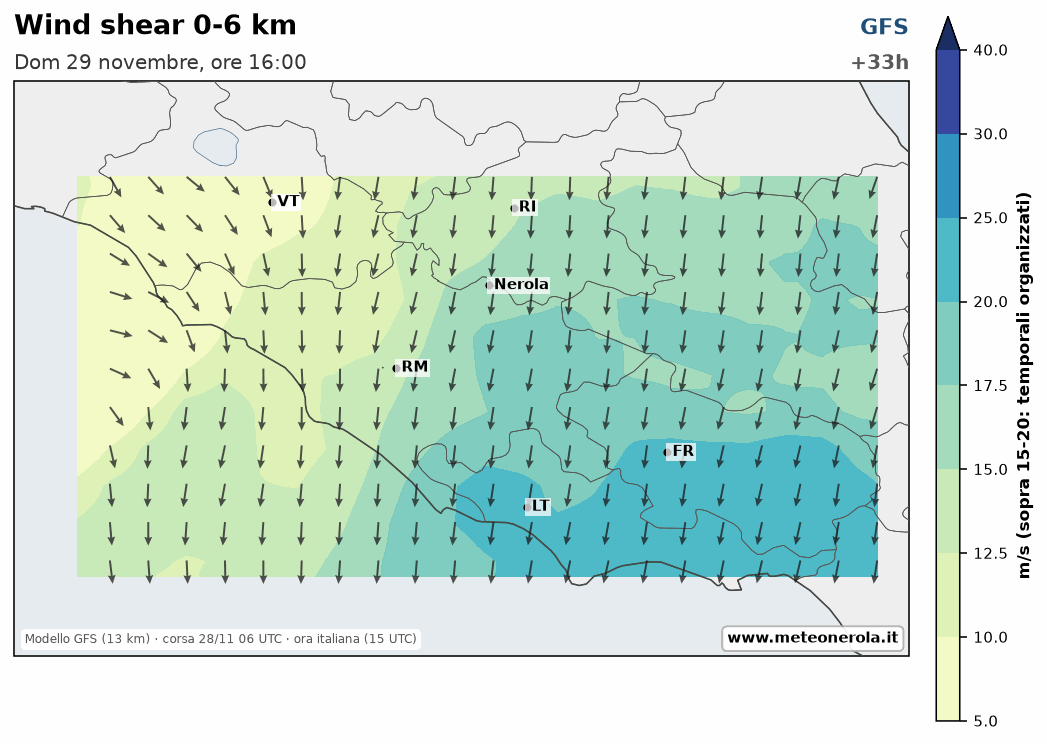 Wind shear 0-6 km
GFS
Dom 29 novembre, ore 16:00
+33h
VT
RI
Nerola
RM
FR
LT
Modello GFS (13 km) · corsa 28/11 06 UTC · ora italiana (15 UTC)
www.meteonerola.it
40.0
30.0
25.0
20.0
17.5
15.0
12.5
10.0
5.0
m/s (sopra 15-20: temporali organizzati)